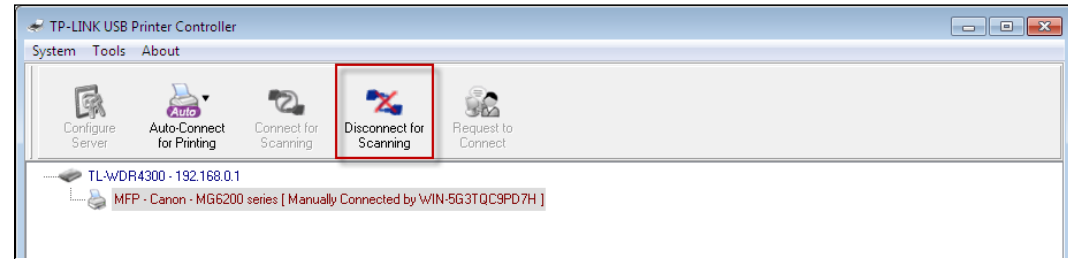 TP-LINK USB Printer Controller
System Tools About
Configure Server
Auto
Auto-Connect for Printing
Connect for Scanning
Disconnect for Scanning
Request to Connect
TL-WDR4300 - 192.168.0.1
MFP - Canon - MG6200 series [ Manually Connected by WIN-5G3TQC9PD7H ]